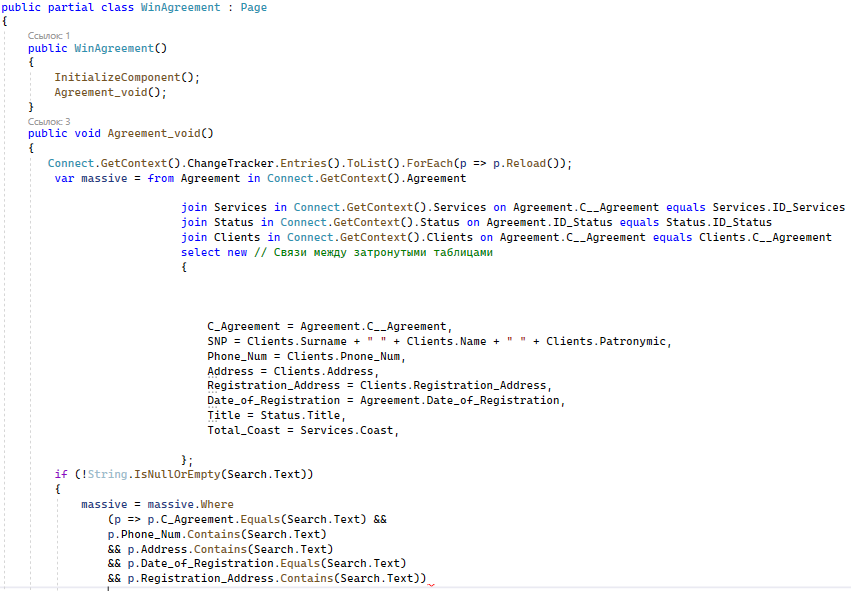 public partial class WinAgreement : Page
{
Ссылок: 1
public WinAgreement()
{
InitializeComponent();
Agreement_void();
}
Ссылок: 3
public void Agreement_void()
{
Connect.GetContext().ChangeTracker.Entries().ToList().ForEach(p => p.Reload());
var massive = from Agreement in Connect.GetContext().Agreement
join Services in Connect.GetContext().Services on Agreement.C__Agreement equals Services.ID_Services
join Status in Connect.GetContext().Status on Agreement.ID_Status equals Status.ID_Status
join Clients in Connect.GetContext().Clients on Agreement.C__Agreement equals Clients.C__Agreement
select new // Связи между затронутыми таблицами
{
C_Agreement = Agreement.C__Agreement,
SNP = Clients.Surname + " " + Clients.Name + " " + Clients.Patronymic,
Phone_Num = Clients.Pnone_Num,
Address = Clients.Address,
Registration_Address = Clients.Registration_Address,
Date_of_Registration = Agreement.Date_of_Registration,
Title = Status.Title,
Total_Coast = Services.Coast,
};
if (!String.IsNullOrEmpty(Search.Text))
{
massive = massive.Where
(p => p.C_Agreement.Equals(Search.Text) &&
p.Phone_Num.Contains(Search.Text)
&& p.Address.Contains(Search.Text)
&& p.Date_of_Registration.Equals(Search.Text)
&& p.Registration_Address.Contains(Search.Text))